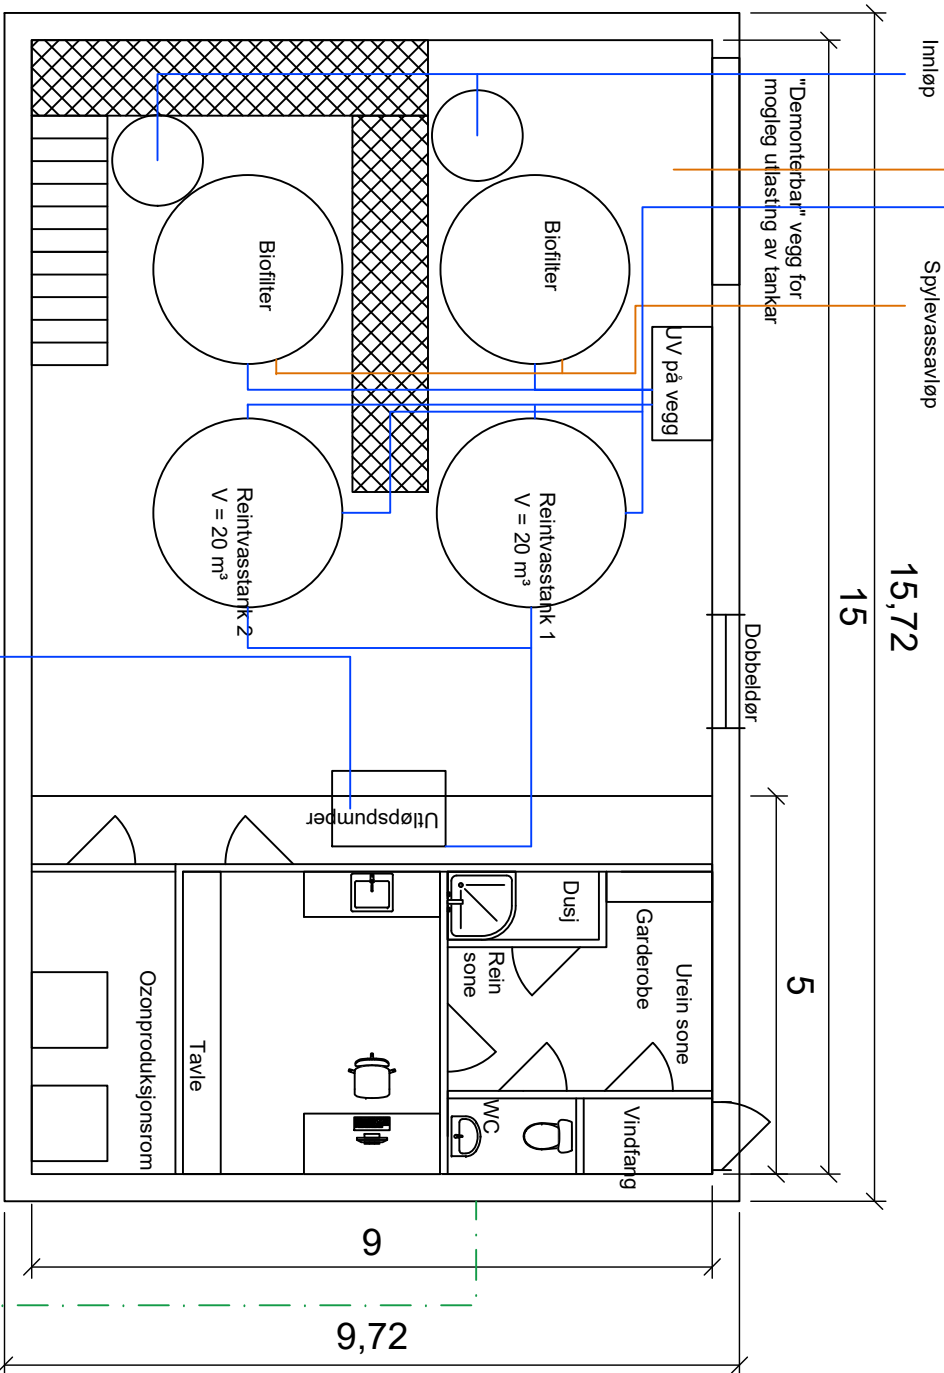 Innløp
"Demonterbar" vegg for
mogleg utlasting av tankar
Spylevassavløp
Biofilter
Biofilter
UV på vegg
Reintvasstank 1
V = 20 m³
Reintvasstank 2
V = 20 m³
15,72
15
Dobbeldør
Utløpspumper
5
Dusj
Garderobe
Urein sone
Rein
sone
WC
Vindfang
Tavle
Ozonproduksjonsrom
9
9,72